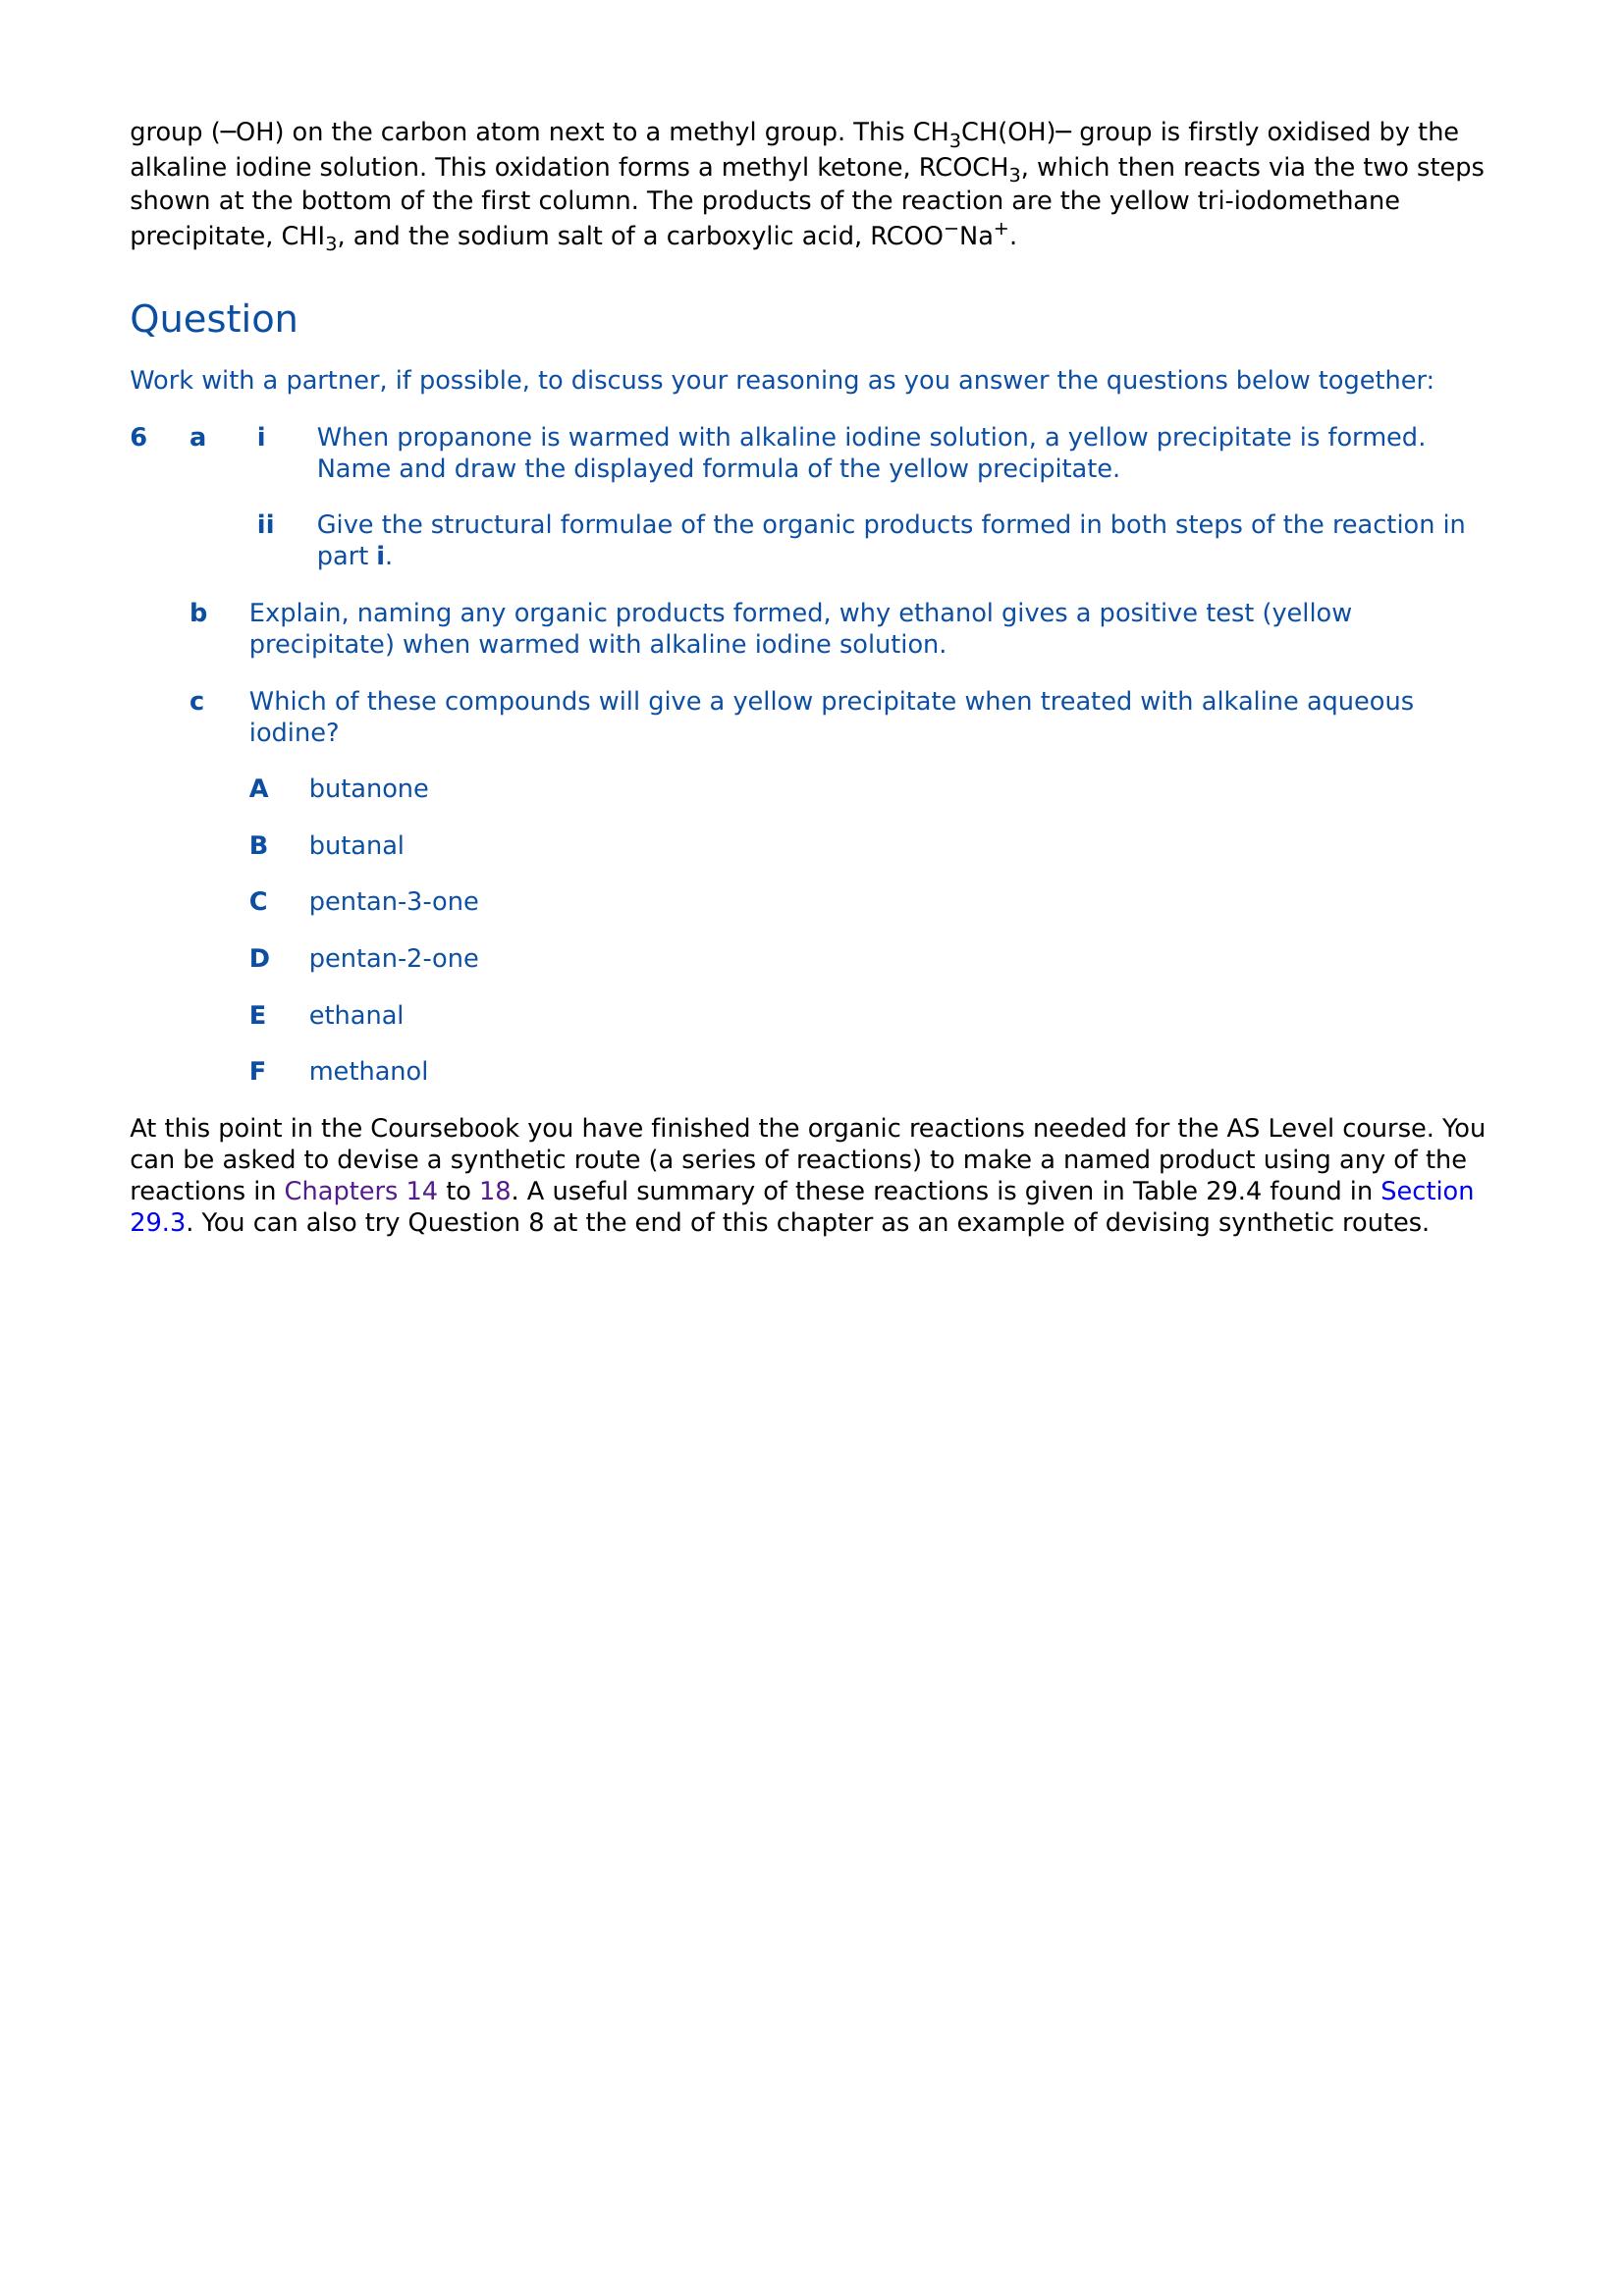 group (–OH) on the carbon atom next to a methyl group. This CH₃CH(OH)– group is firstly oxidised by the
alkaline iodine solution. This oxidation forms a methyl ketone, RCOCH₃, which then reacts via the two steps
shown at the bottom of the first column. The products of the reaction are the yellow tri-iodomethane
precipitate, CHI₃, and the sodium salt of a carboxylic acid, RCOO⁻Na⁺.
Question
Work with a partner, if possible, to discuss your reasoning as you answer the questions below together:
6 a i When propanone is warmed with alkaline iodine solution, a yellow precipitate is formed.
Name and draw the displayed formula of the yellow precipitate.
ii Give the structural formulae of the organic products formed in both steps of the reaction in
part i.
b Explain, naming any organic products formed, why ethanol gives a positive test (yellow
precipitate) when warmed with alkaline iodine solution.
c Which of these compounds will give a yellow precipitate when treated with alkaline aqueous
iodine?
A butanone
B butanal
C pentan-3-one
D pentan-2-one
E ethanal
F methanol
At this point in the Coursebook you have finished the organic reactions needed for the AS Level course. You
can be asked to devise a synthetic route (a series of reactions) to make a named product using any of the
reactions in Chapters 14 to 18. A useful summary of these reactions is given in Table 29.4 found in Section
29.3. You can also try Question 8 at the end of this chapter as an example of devising synthetic routes.